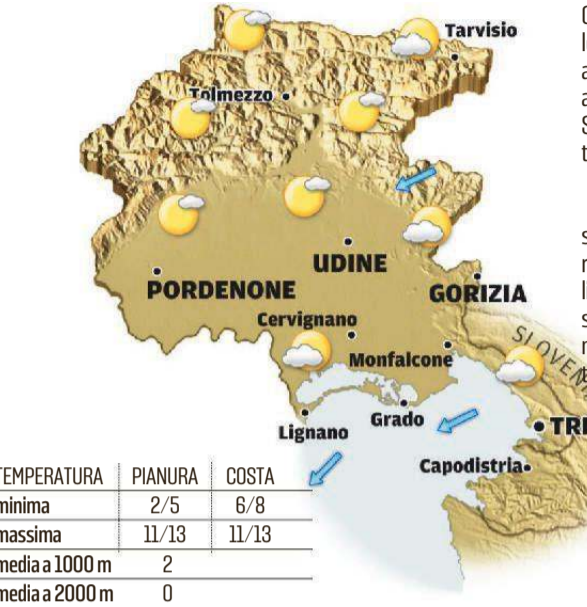 Tarvisio
Tolmezzo
UDINE
PORDENONE
GORIZIA
Cervignano
Monfalcone
Grado
Lignano
Capodistria
TEMPERATURA PIANURA COSTA
minima 2/5 6/8
massima 11/13 11/13
media a 1000 m 2
media a 2000 m 0